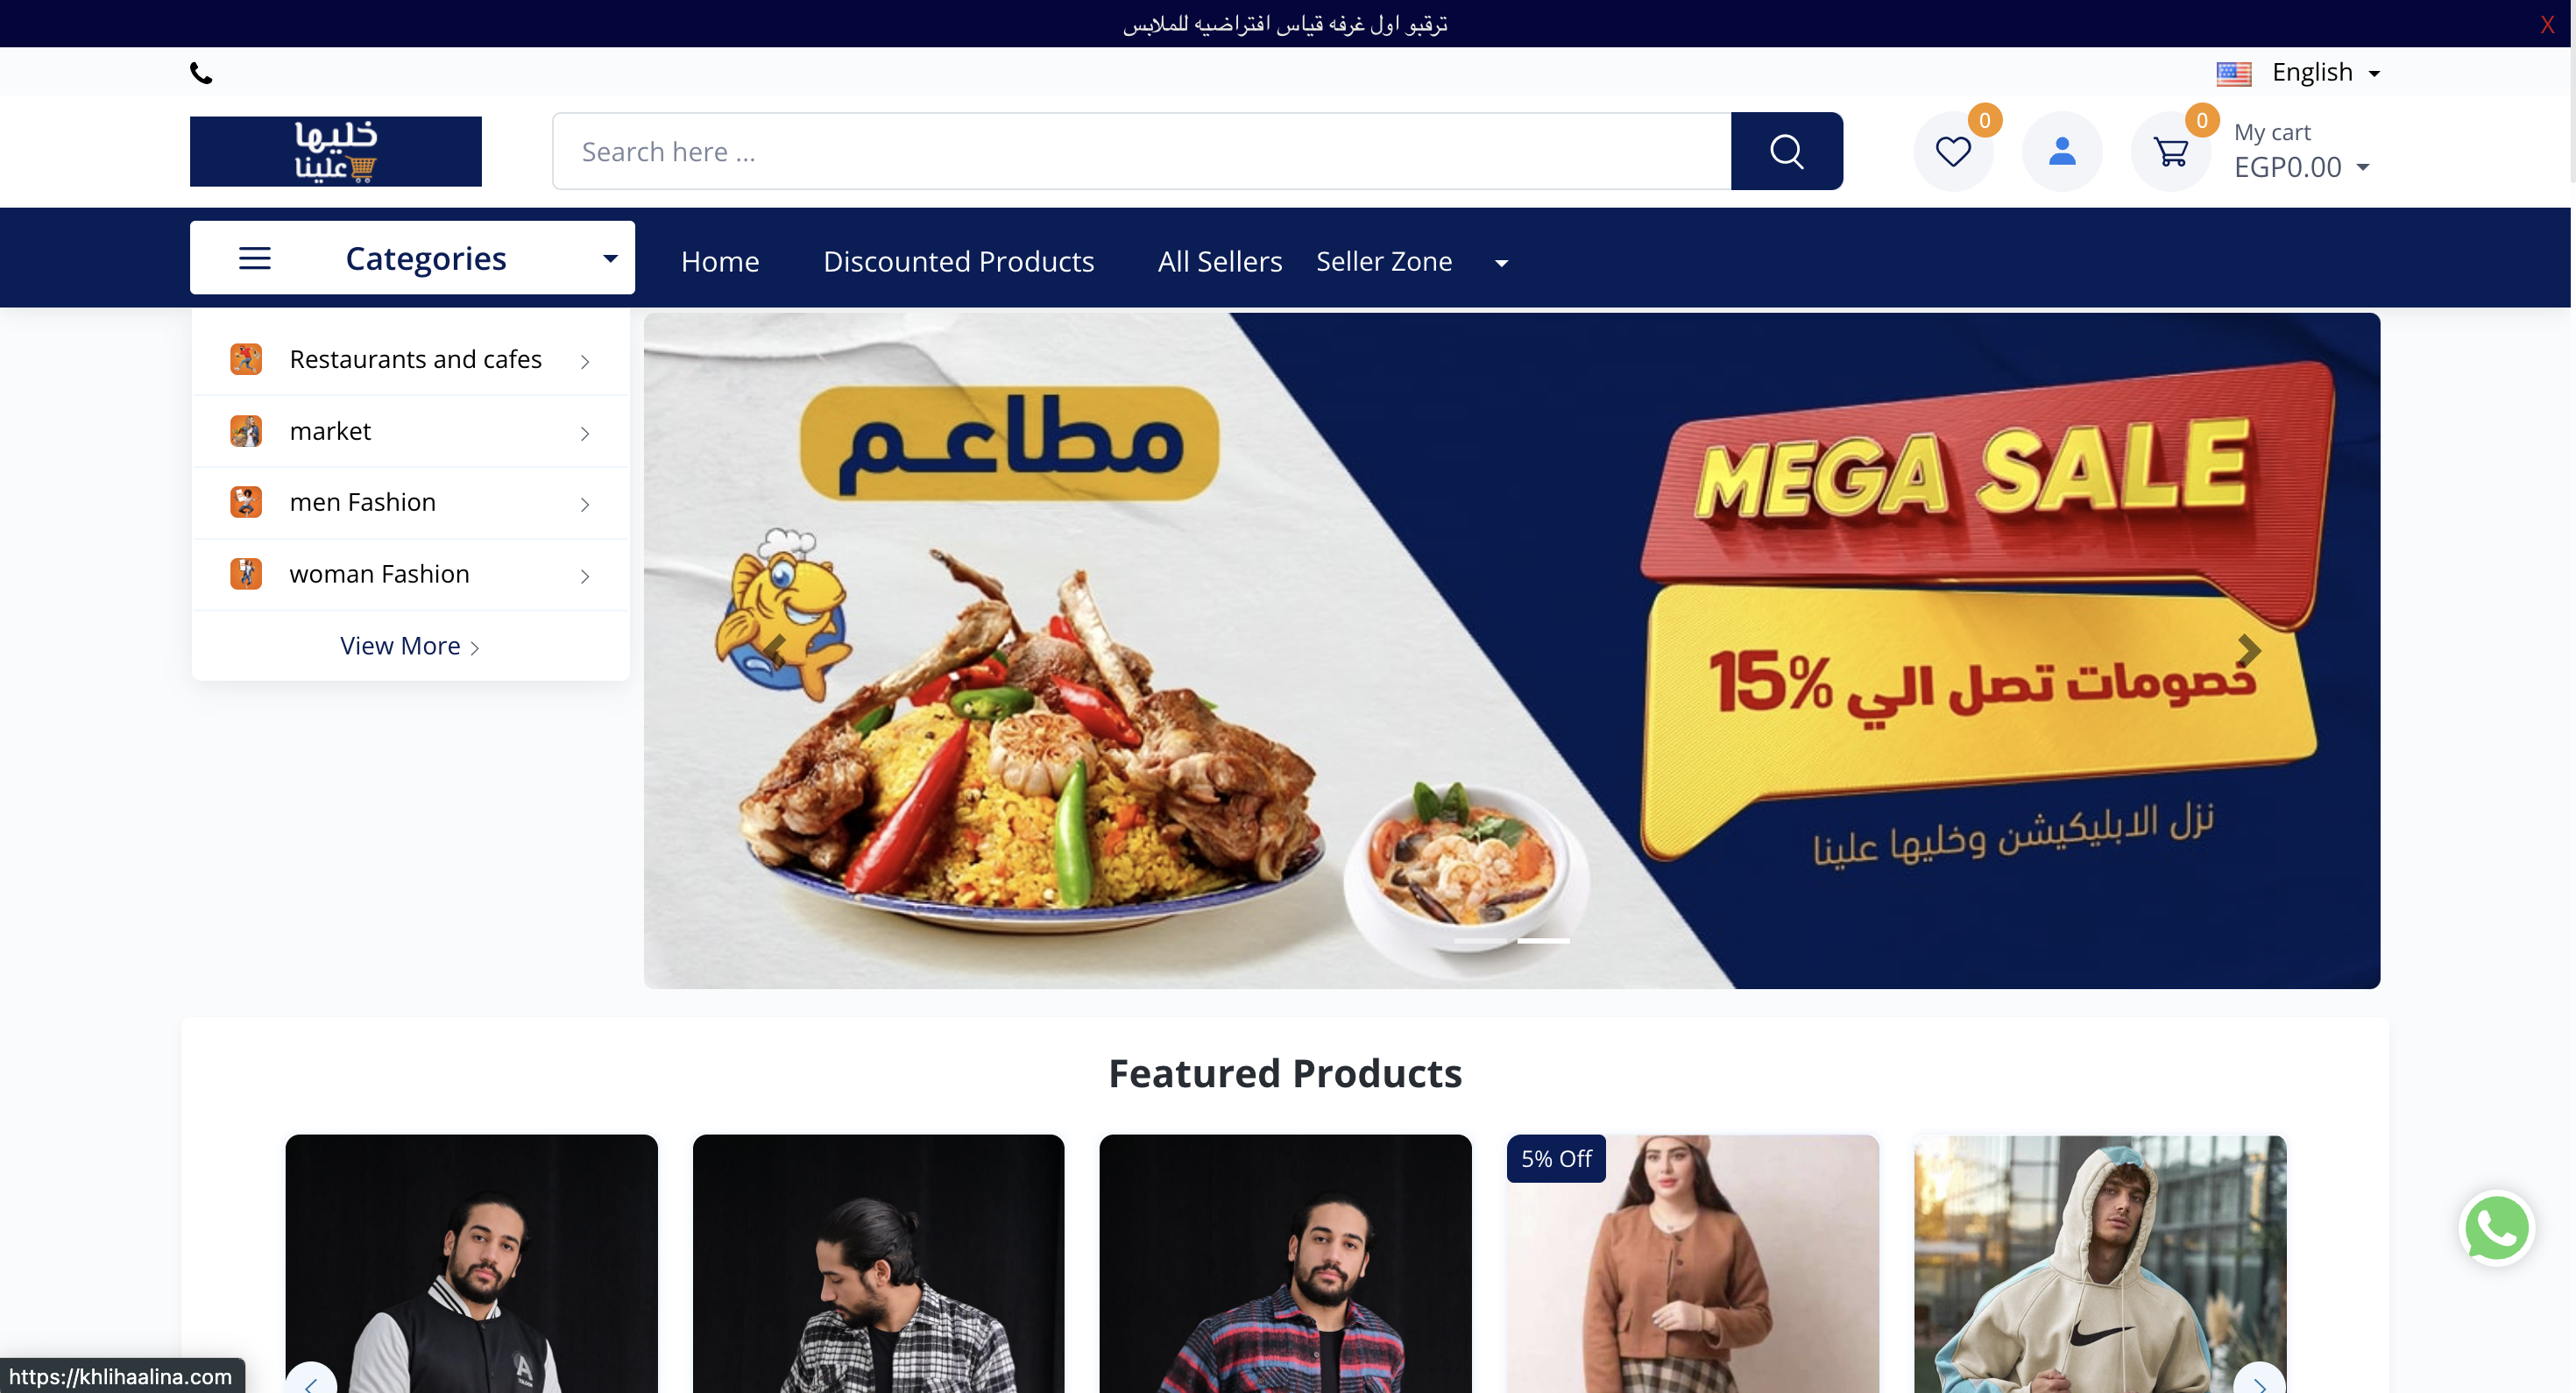 ترقبو اول غرفه قياس افتراضيه للملابس
X
English
خليها
علينا
Search here ...
0
0
My cart
EGP0.00
Categories
Home
Discounted Products
All Sellers
Seller Zone
Restaurants and cafes
market
men Fashion
woman Fashion
View More
مطاعم
MEGA SALE
خصومات تصل الي 15%
نزل الابليكيشن وخليها علينا
Featured Products
5% Off
A
https://khlihaalina.com